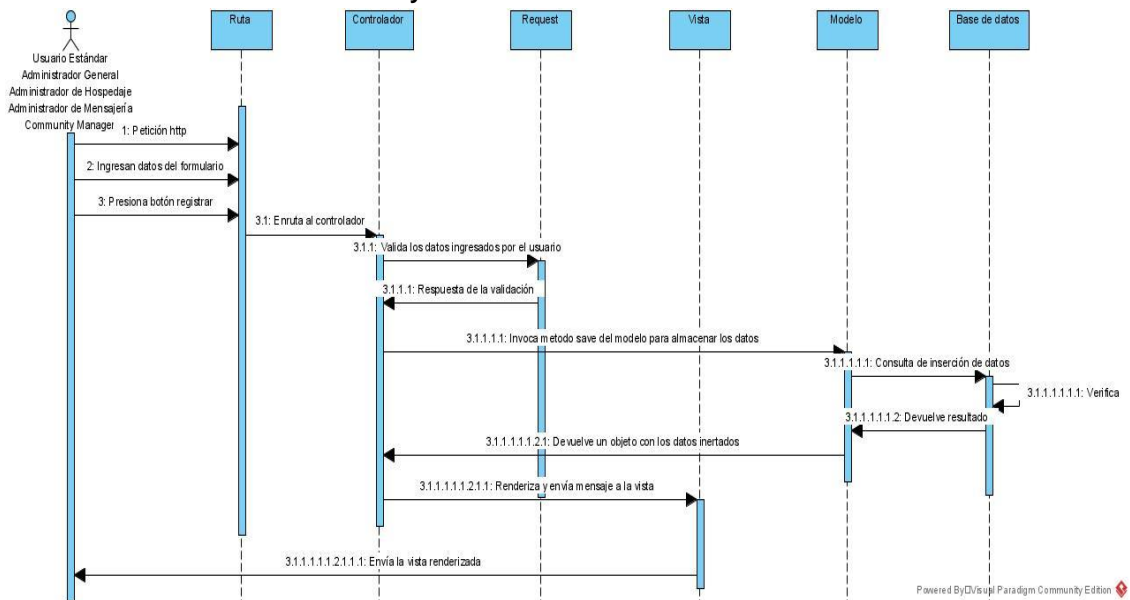 Ruta
Controlador
Request
Vista
Modelo
Base de datos
Usuario Estándar
Administrador General
Administrador de Hospedaje
Administrador de Mensajería
Community Manager
1: Petición http
2: Ingresan datos del formulario
3: Presiona botón registrar
3.1: Enruta al controlador
3.1.1: Valida los datos ingresados por el usuario
3.1.1.1: Respuesta de la validación
3.1.1.1.1: Invoca metodo save del modelo para almacenar los datos
3.1.1.1.1.1: Consulta de inserción de datos
3.1.1.1.1.1.1: Verifica
3.1.1.1.1.1.2: Devuelve resultado
3.1.1.1.1.1.2.1: Devuelve un objeto con los datos inertados
3.1.1.1.1.1.2.1.1: Renderiza y envía mensaje a la vista
3.1.1.1.1.1.2.1.1.1: Envía la vista renderizada
Powered By Visual Paradigm Community Edition